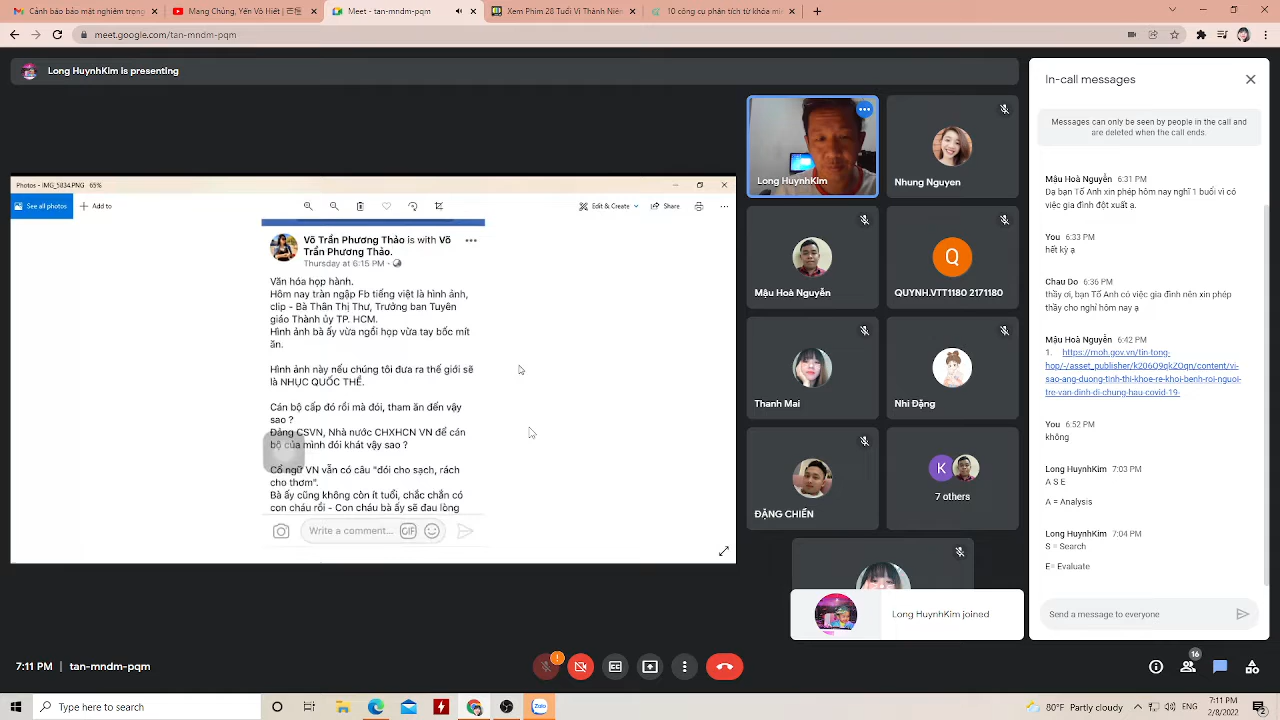 Cảnh báo bảo mật nghiêm trọng
Mang Chủng, Yên Vô Hiết | 芒種
Meet - tan-mndm-pqm
Xem Phim 28 Tuổi Vị Thành Niên
10 công cụ phân tích từ khóa mi
meet.google.com/tan-mndm-pqm
Long HuynhKim is presenting
Photos - IMG_5834.PNG 65%
See all photos
Add to
Edit & Create
Share
Võ Trần Phương Thảo is with Võ
Trần Phương Thảo.
Thursday at 6:15 PM
Văn hóa họp hành.
Hôm nay tràn ngập Fb tiếng việt là hình ảnh,
clip - Bà Thân Thị Thư, Trưởng ban Tuyên
giáo Thành ủy TP. HCM.
Hình ảnh bà ấy vừa ngồi họp vừa tay bốc mít
ăn.
Hình ảnh này nếu chúng tôi đưa ra thế giới sẽ
là NHỤC QUỐC THỂ.
Cán bộ cấp đó rồi mà đói, tham ăn đến vậy
sao ?
Đảng CSVN, Nhà nước CHXHCN VN để cán
bộ của mình đói khát vậy sao ?
Cổ ngữ VN vẫn có câu "đói cho sạch, rách
cho thơm".
Bà ấy cũng không còn ít tuổi, chắc chắn có
con cháu rồi - Con cháu bà ấy sẽ đau lòng
Write a comment...
GIF
Long HuynhKim
Nhung Nguyen
Mậu Hoà Nguyễn
Q
QUYNH.VTT1180 2171180
Thanh Mai
Nhi Đặng
ĐẶNG CHIẾN
K
7 others
Long HuynhKim joined
In-call messages
Messages can only be seen by people in the call and
are deleted when the call ends.
Mậu Hoà Nguyễn 6:31 PM
Dạ bạn Tố Anh xin phép hôm nay nghĩ 1 buổi vì có
việc gia đình đột xuất ạ.
You 6:33 PM
hết kỳ ạ
Chau Do 6:36 PM
thầy ơi, bạn Tố Anh có việc gia đình nên xin phép
thầy cho nghỉ hôm nay ạ
Mậu Hoà Nguyễn 6:42 PM
1. https://moh.gov.vn/tin-tong-
hop/-/asset_publisher/k206Q9qkZOqn/content/vi-
sao-ang-duong-tinh-thi-khoe-re-khoi-benh-roi-nguoi-
tre-van-dinh-di-chung-hau-covid-19-
You 6:52 PM
không
Long HuynhKim 7:03 PM
A S E
A = Analysis
Long HuynhKim 7:04 PM
S = Search
E= Evaluate
Send a message to everyone
7:11 PM | tan-mndm-pqm
16
Type here to search
Zalo
80°F Partly cloudy
7:11 PM
2/8/2022
2